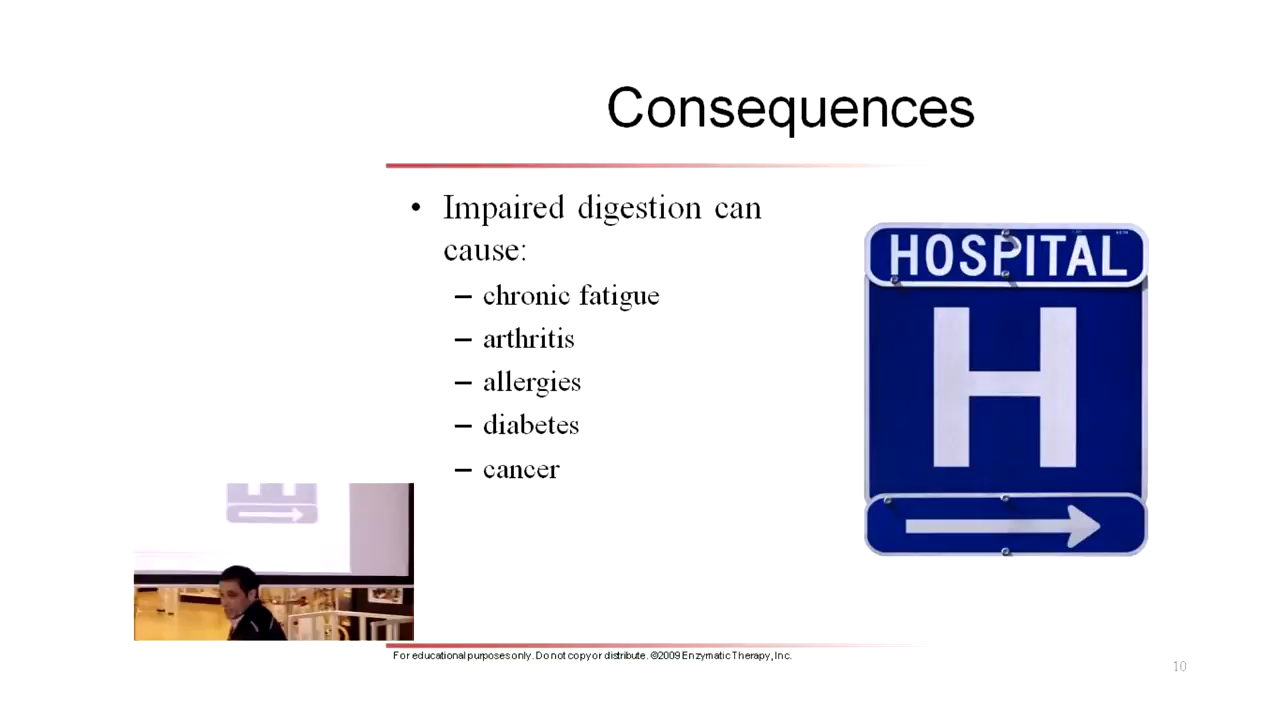 Consequences
• Impaired digestion can
cause:
– chronic fatigue
– arthritis
– allergies
– diabetes
– cancer
HOSPITAL
H
H
For educational purposes only. Do not copy or distribute. ©2009 Enzymatic Therapy, Inc.
10